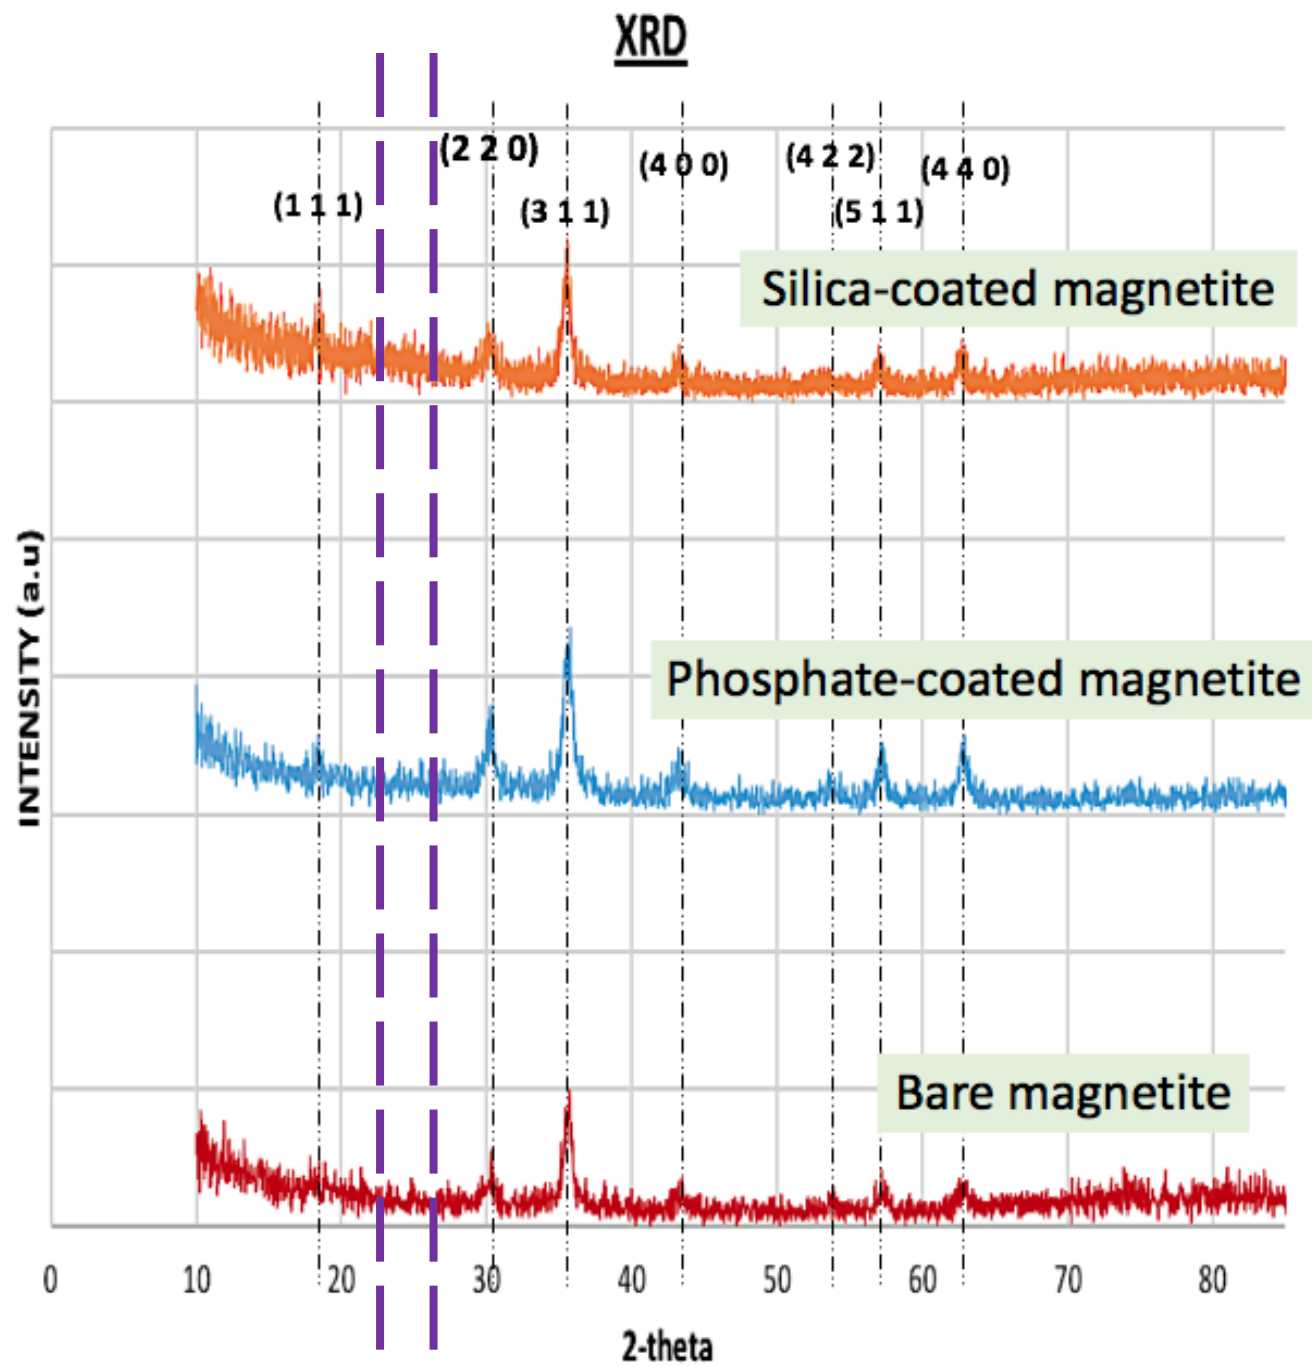 XRD
(2 2 0)
(4 0 0)
(4 2 2)
(4 4 0)
(1 1 1)
(3 1 1)
(5 1 1)
Silica-coated magnetite
INTENSITY (a.u)
Phosphate-coated magnetite
Bare magnetite
0 10 20 30 40 50 60 70 80
2-theta